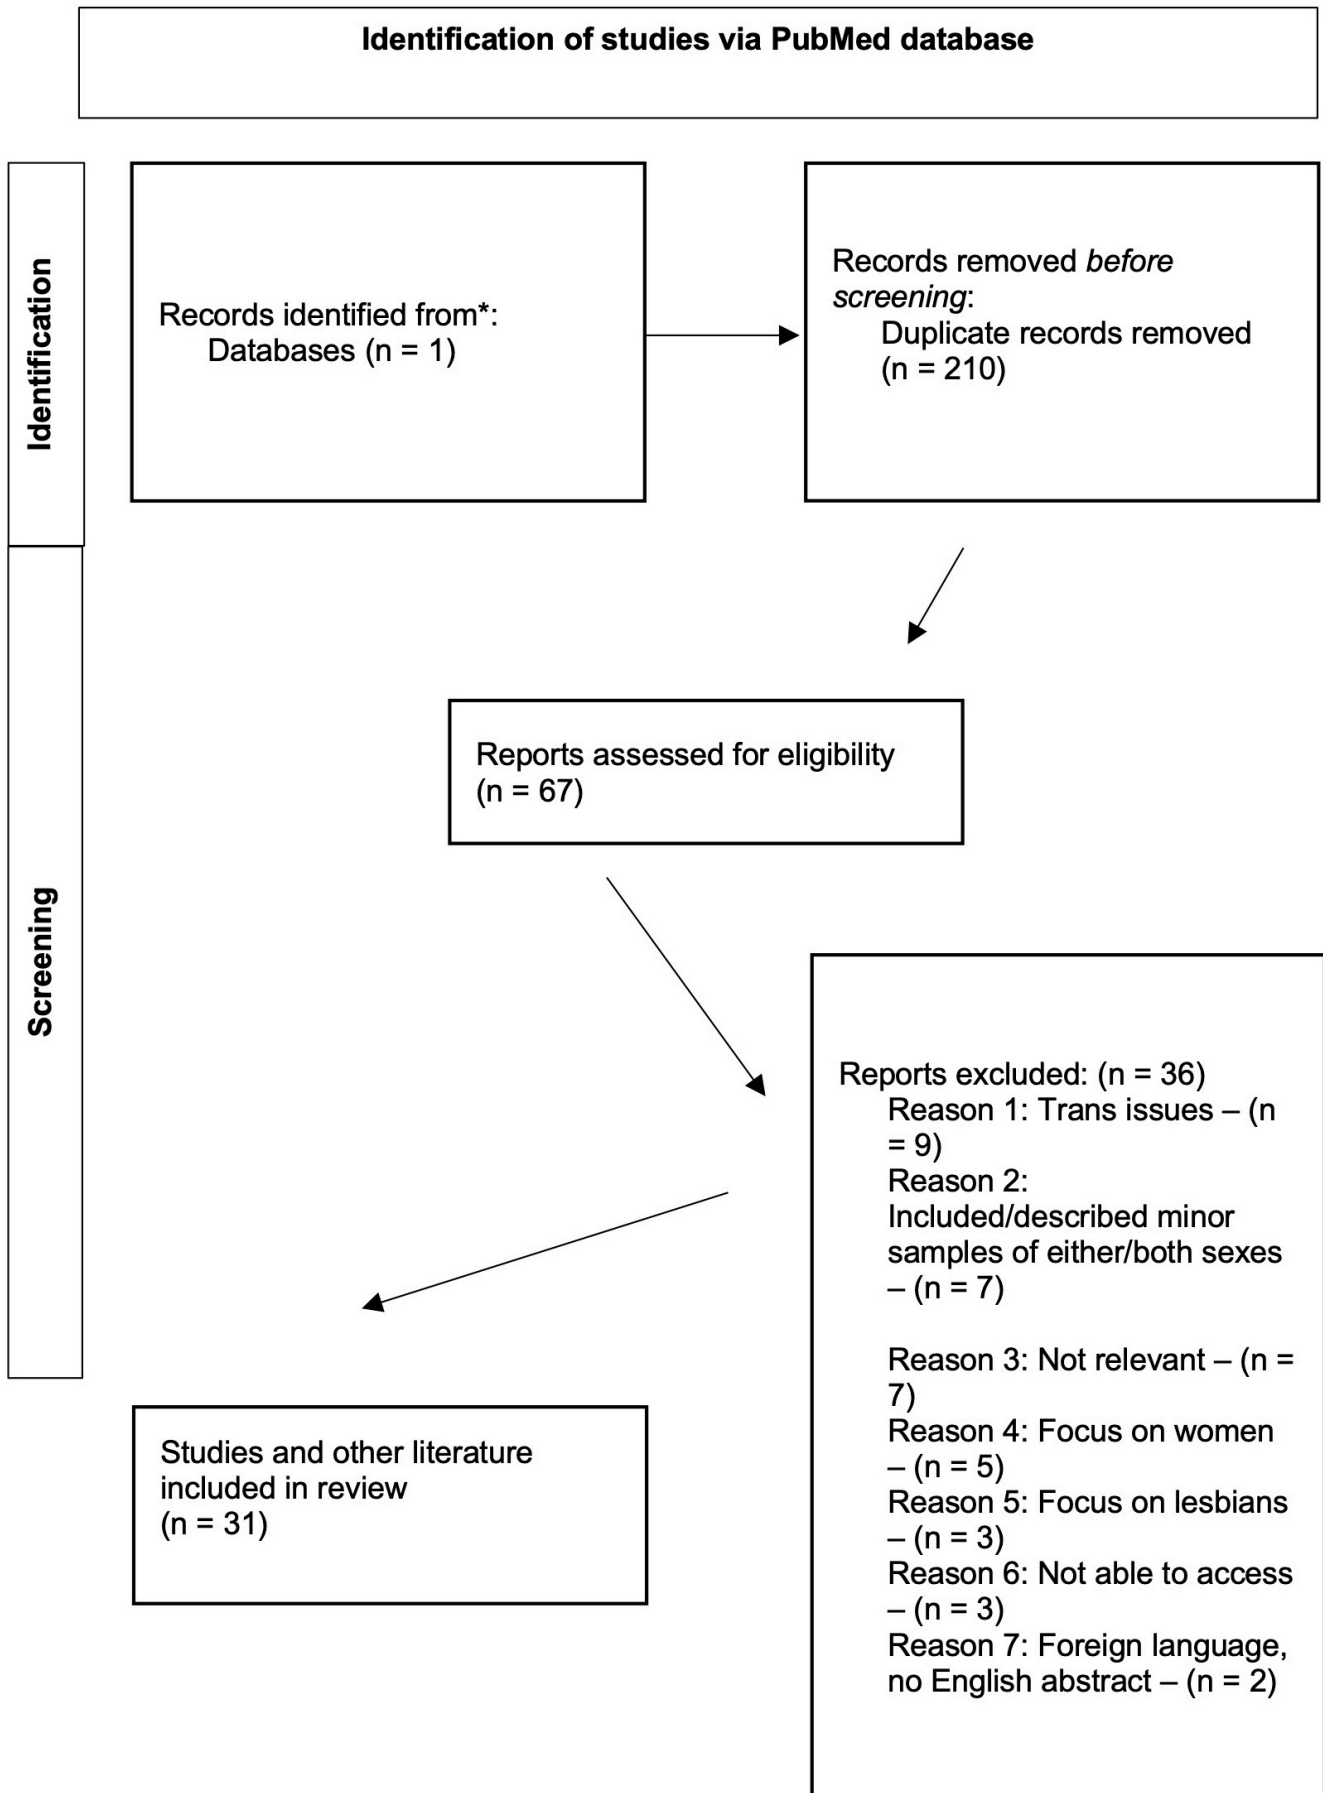 Identification of studies via PubMed database
Identification
Records identified from*:
Databases (n = 1)
Records removed before
screening:
Duplicate records removed
(n = 210)
Screening
Reports assessed for eligibility
(n = 67)
Reports excluded: (n = 36)
Reason 1: Trans issues – (n
= 9)
Reason 2:
Included/described minor
samples of either/both sexes
– (n = 7)
Reason 3: Not relevant – (n =
7)
Reason 4: Focus on women
– (n = 5)
Reason 5: Focus on lesbians
– (n = 3)
Reason 6: Not able to access
– (n = 3)
Reason 7: Foreign language,
no English abstract – (n = 2)
Studies and other literature
included in review
(n = 31)